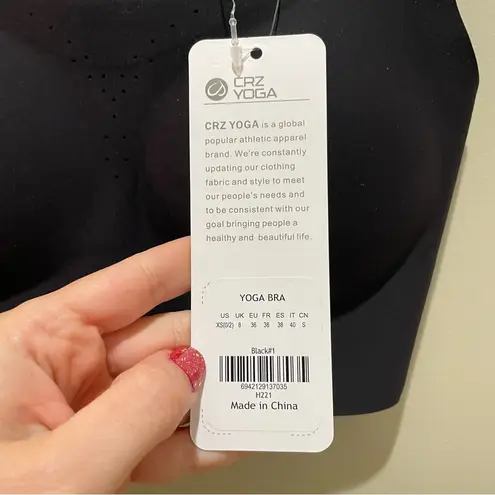 CRZ
YOGA
CRZ YOGA is a global
popular athletic apparel
brand. We're constantly
updating our clothing
fabric and style to meet
our people's needs and
to be consistent with our
goal bringing people a
healthy and beautiful life.
YOGA BRA
US UK EU FR ES IT CN
XS(0/2) 8 36 38 38 40 S
Black#1
6942129137035
H221
Made in China